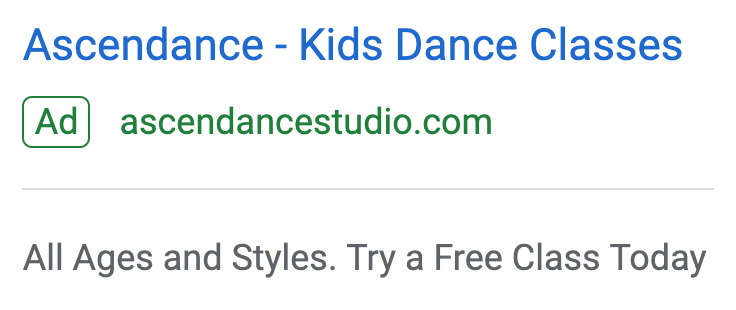 Ascendance - Kids Dance Classes
Ad ascendancestudio.com
All Ages and Styles. Try a Free Class Today